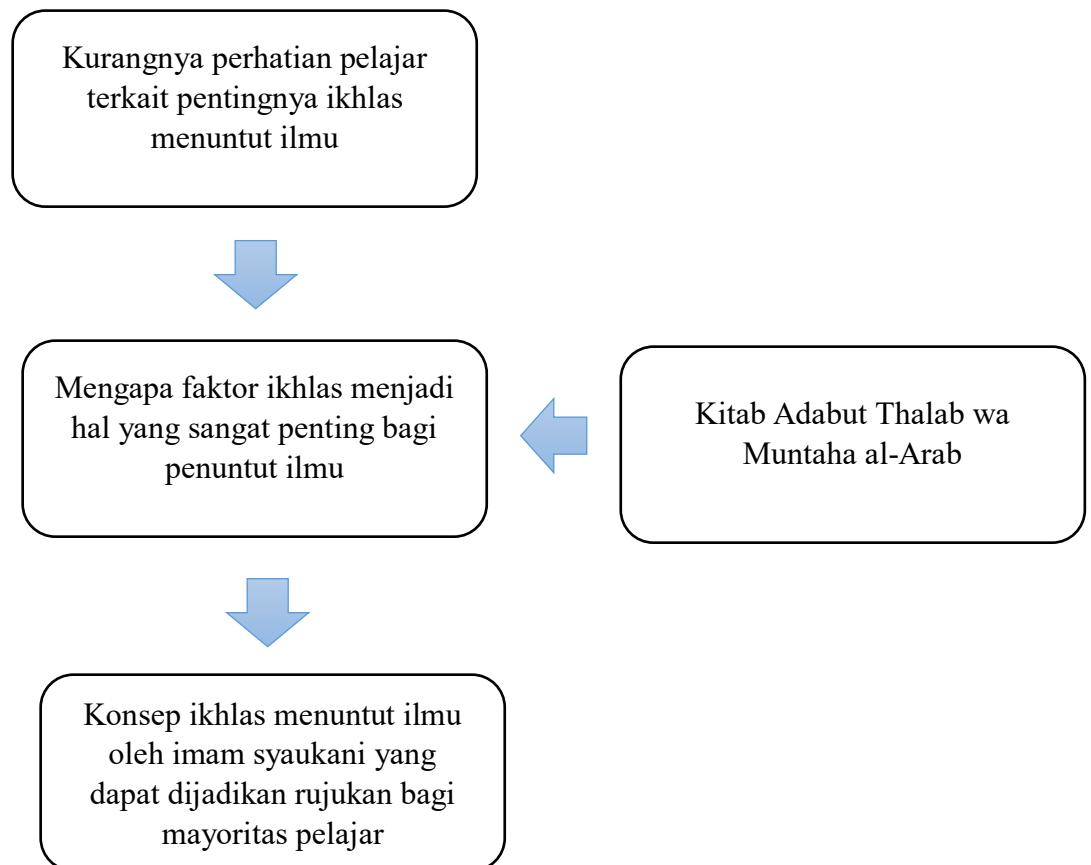 Kurangnya perhatian pelajar
terkait pentingnya ikhlas
menuntut ilmu
Mengapa faktor ikhlas menjadi
hal yang sangat penting bagi
penuntut ilmu
Kitab Adabut Thalab wa
Muntaha al-Arab
Konsep ikhlas menuntut ilmu
oleh imam syaukani yang
dapat dijadikan rujukan bagi
mayoritas pelajar